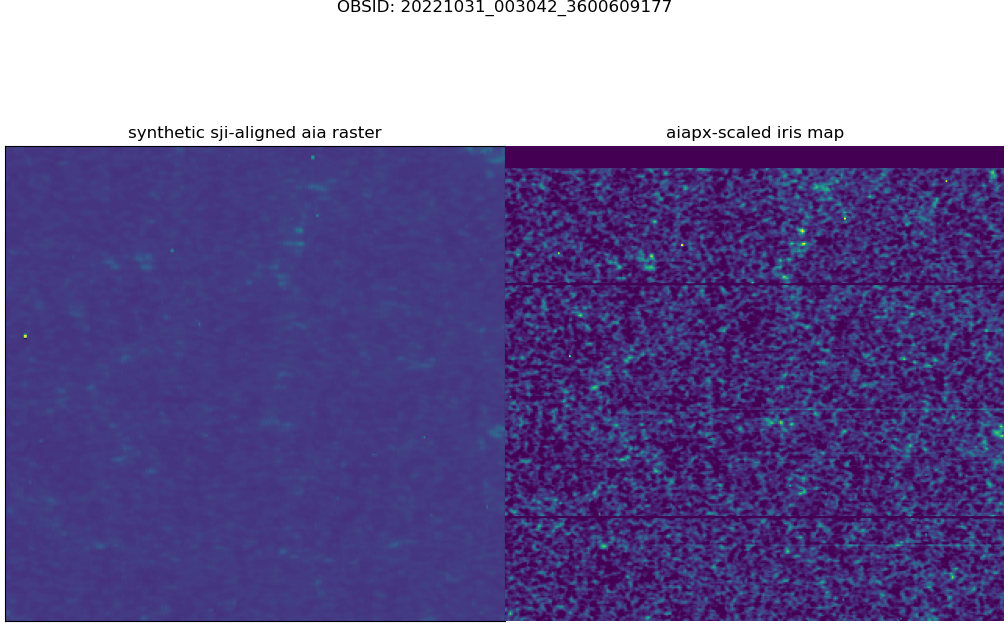 OBSID: 20221031_003042_3600609177
synthetic sji-aligned aia raster
aiapx-scaled iris map